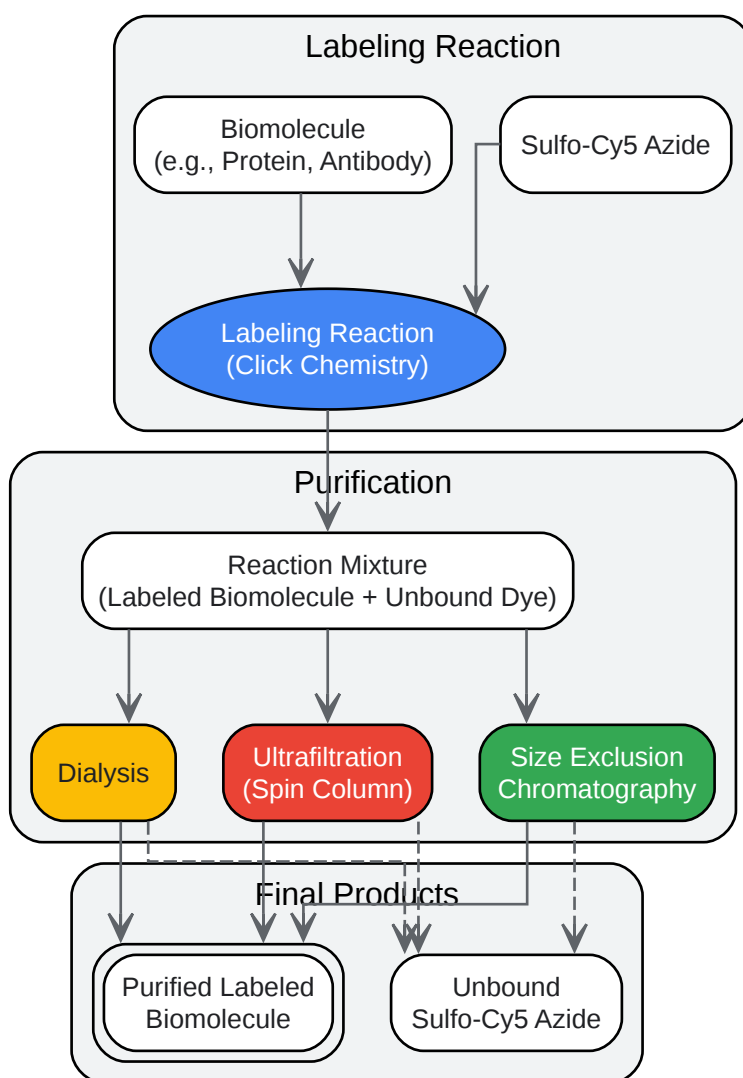 Labeling Reaction
Biomolecule
(e.g., Protein, Antibody)
Sulfo-Cy5 Azide
Labeling Reaction
(Click Chemistry)
Purification
Reaction Mixture
(Labeled Biomolecule + Unbound Dye)
Dialysis
Ultrafiltration
(Spin Column)
Size Exclusion
Chromatography
Final Products
Purified Labeled
Biomolecule
Unbound
Sulfo-Cy5 Azide